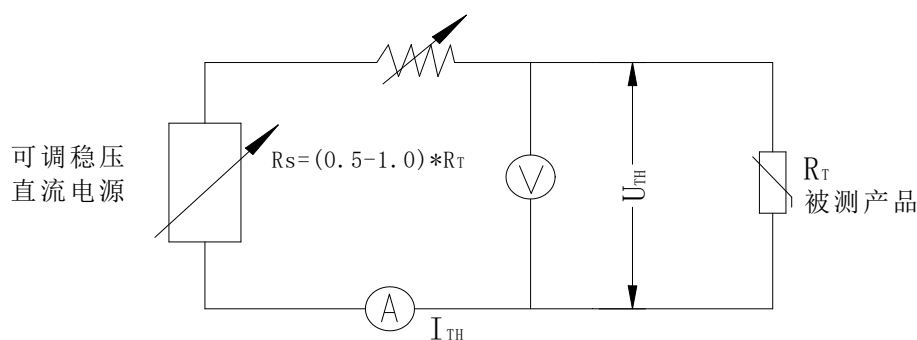 可调稳压
直流电源
Rs=(0.5-1.0)*RT
V
UTH
RT
被测产品
A
ITH